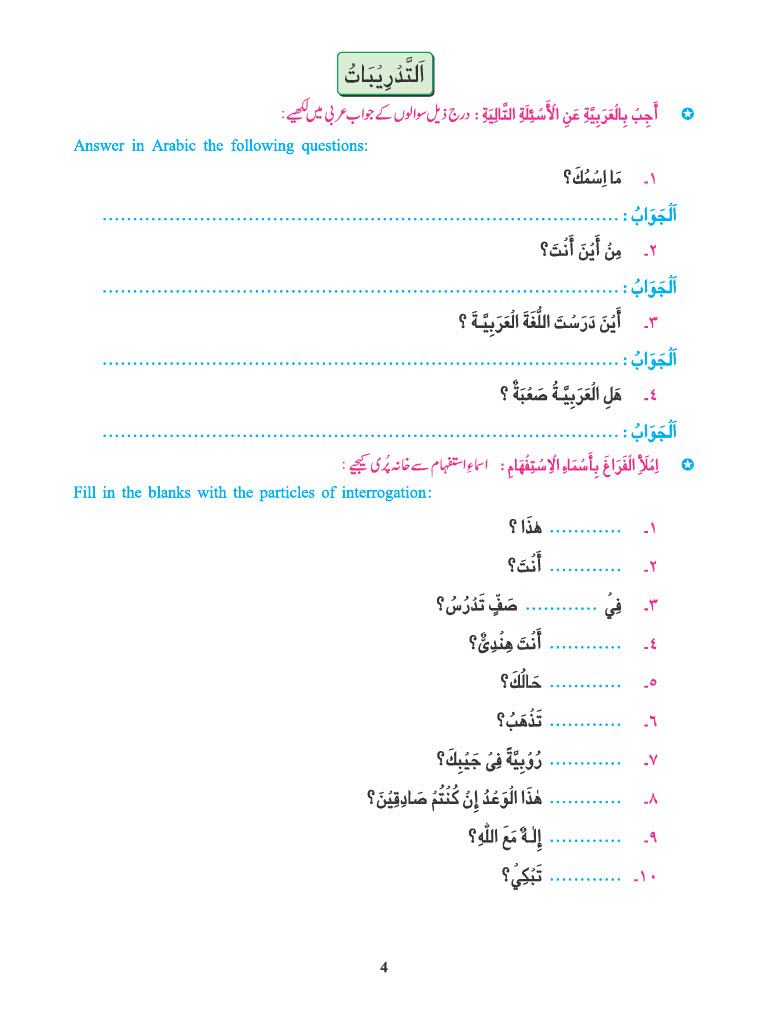 اَلتَّدْرِيْبَاتُ
أَجِبْ بِالْعَرَبِيَّةِ عَنِ الْأَسْئِلَةِ التَّالِيَةِ : درج ذیل سوالوں کے جواب عربی میں لکھیے :
Answer in Arabic the following questions:
١۔ مَا اِسْمُكَ؟
اَلْجَوَابُ : ......................................................................................
٢۔ مِنْ أَيْنَ أَنْتَ؟
اَلْجَوَابُ : ......................................................................................
٣۔ أَيْنَ دَرَسْتَ اللُّغَةَ الْعَرَبِيَّـةَ ؟
اَلْجَوَابُ : ......................................................................................
٤۔ هَلِ الْعَرَبِيَّـةُ صَعْبَةٌ ؟
اَلْجَوَابُ : ......................................................................................
اِمْلَأِ الْفَرَاغَ بِأَسْمَاءِ الْاِسْتِفْهَامِ : اسماءِ استفہام سے خانہ پُری کیجیے :
Fill in the blanks with the particles of interrogation:
١۔ ............ هٰذَا ؟
٢۔ ............ أَنْتَ؟
٣۔ فِيْ ............ صَفٍّ تَدْرُسُ؟
٤۔ ............ أَنْتَ هِنْدِيٌّ؟
٥۔ ............ حَالُكَ؟
٦۔ ............ تَذْهَبُ؟
٧۔ ............ رُوْبِيَّةً فِيْ جَيْبِكَ؟
٨۔ ............ هٰذَا الْوَعْدُ إِنْ كُنْتُمْ صَادِقِيْنَ؟
٩۔ ............ إِلٰـهٌ مَعَ اللّٰهِ؟
١٠۔ ............ تَبْكِيْ؟
4